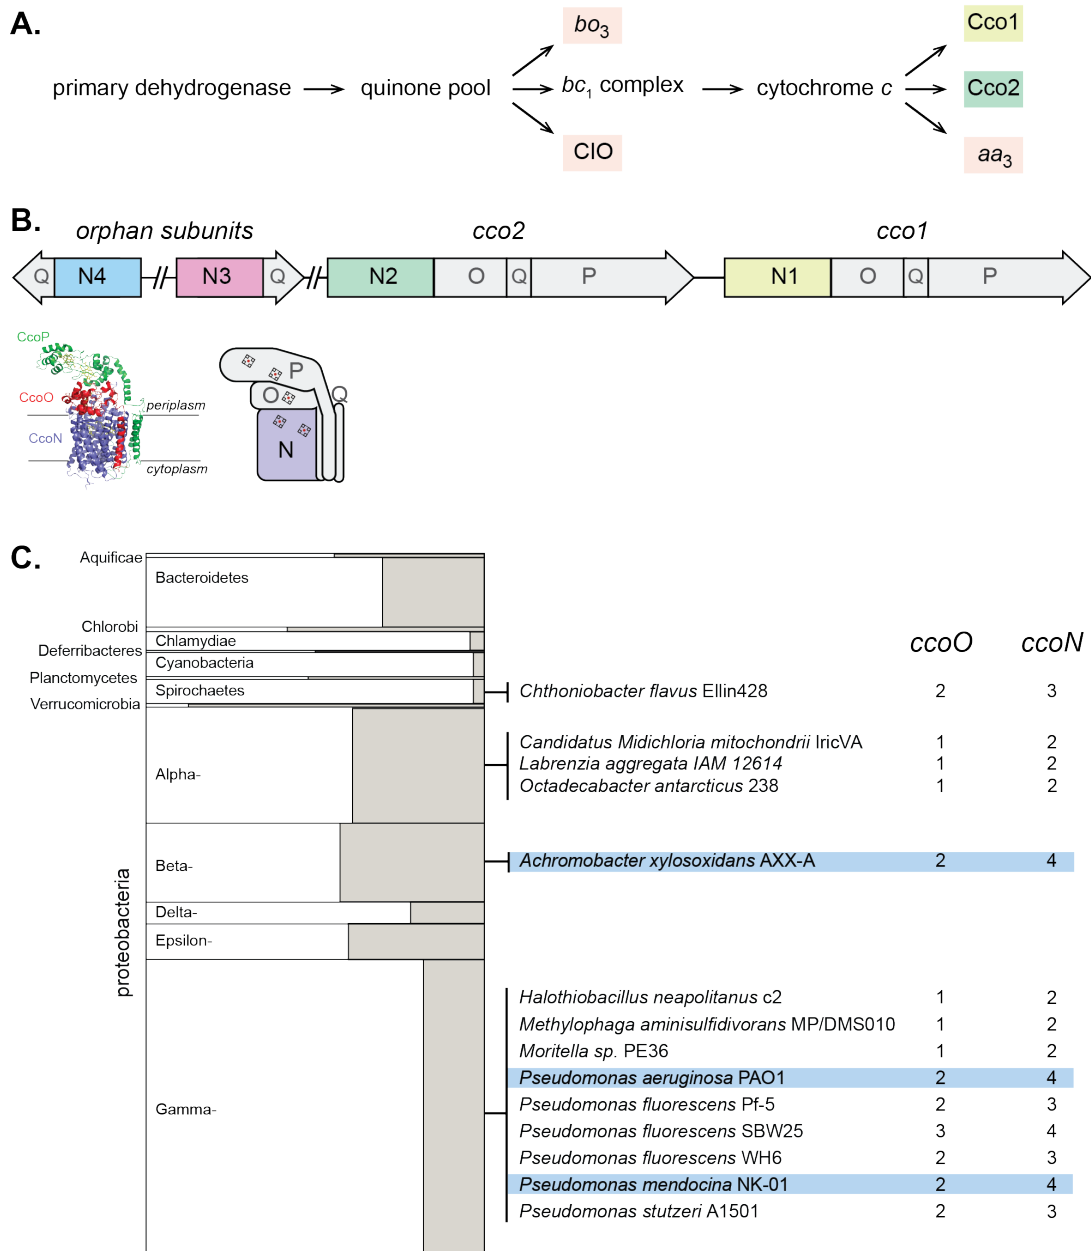 A.
bo3
Cco1
primary dehydrogenase
quinone pool
bc1 complex
cytochrome c
Cco2
CIO
aa3
B.
orphan subunits
cco2
cco1
Q N4 N3 Q N2 O Q P N1 O Q P
CcoP
CcoO
CcoN
periplasm
cytoplasm
P
O
Q
N
C.
Aquificae
Bacteroidetes
Chlorobi
Chlamydiae
Deferribacteres
Cyanobacteria
Planctomycetes
Spirochaetes
Verrucomicrobia
proteobacteria
Alpha-
Beta-
Delta-
Epsilon-
Gamma-
ccoO ccoN
Chthoniobacter flavus Ellin428 2 3
Candidatus Midichloria mitochondrii IricVA 1 2
Labrenzia aggregata IAM 12614 1 2
Octadecabacter antarcticus 238 1 2
Achromobacter xylosoxidans AXX-A 2 4
Halothiobacillus neapolitanus c2 1 2
Methylophaga aminisulfidivorans MP/DMS010 1 2
Moritella sp. PE36 1 2
Pseudomonas aeruginosa PAO1 2 4
Pseudomonas fluorescens Pf-5 2 3
Pseudomonas fluorescens SBW25 3 4
Pseudomonas fluorescens WH6 2 3
Pseudomonas mendocina NK-01 2 4
Pseudomonas stutzeri A1501 2 3